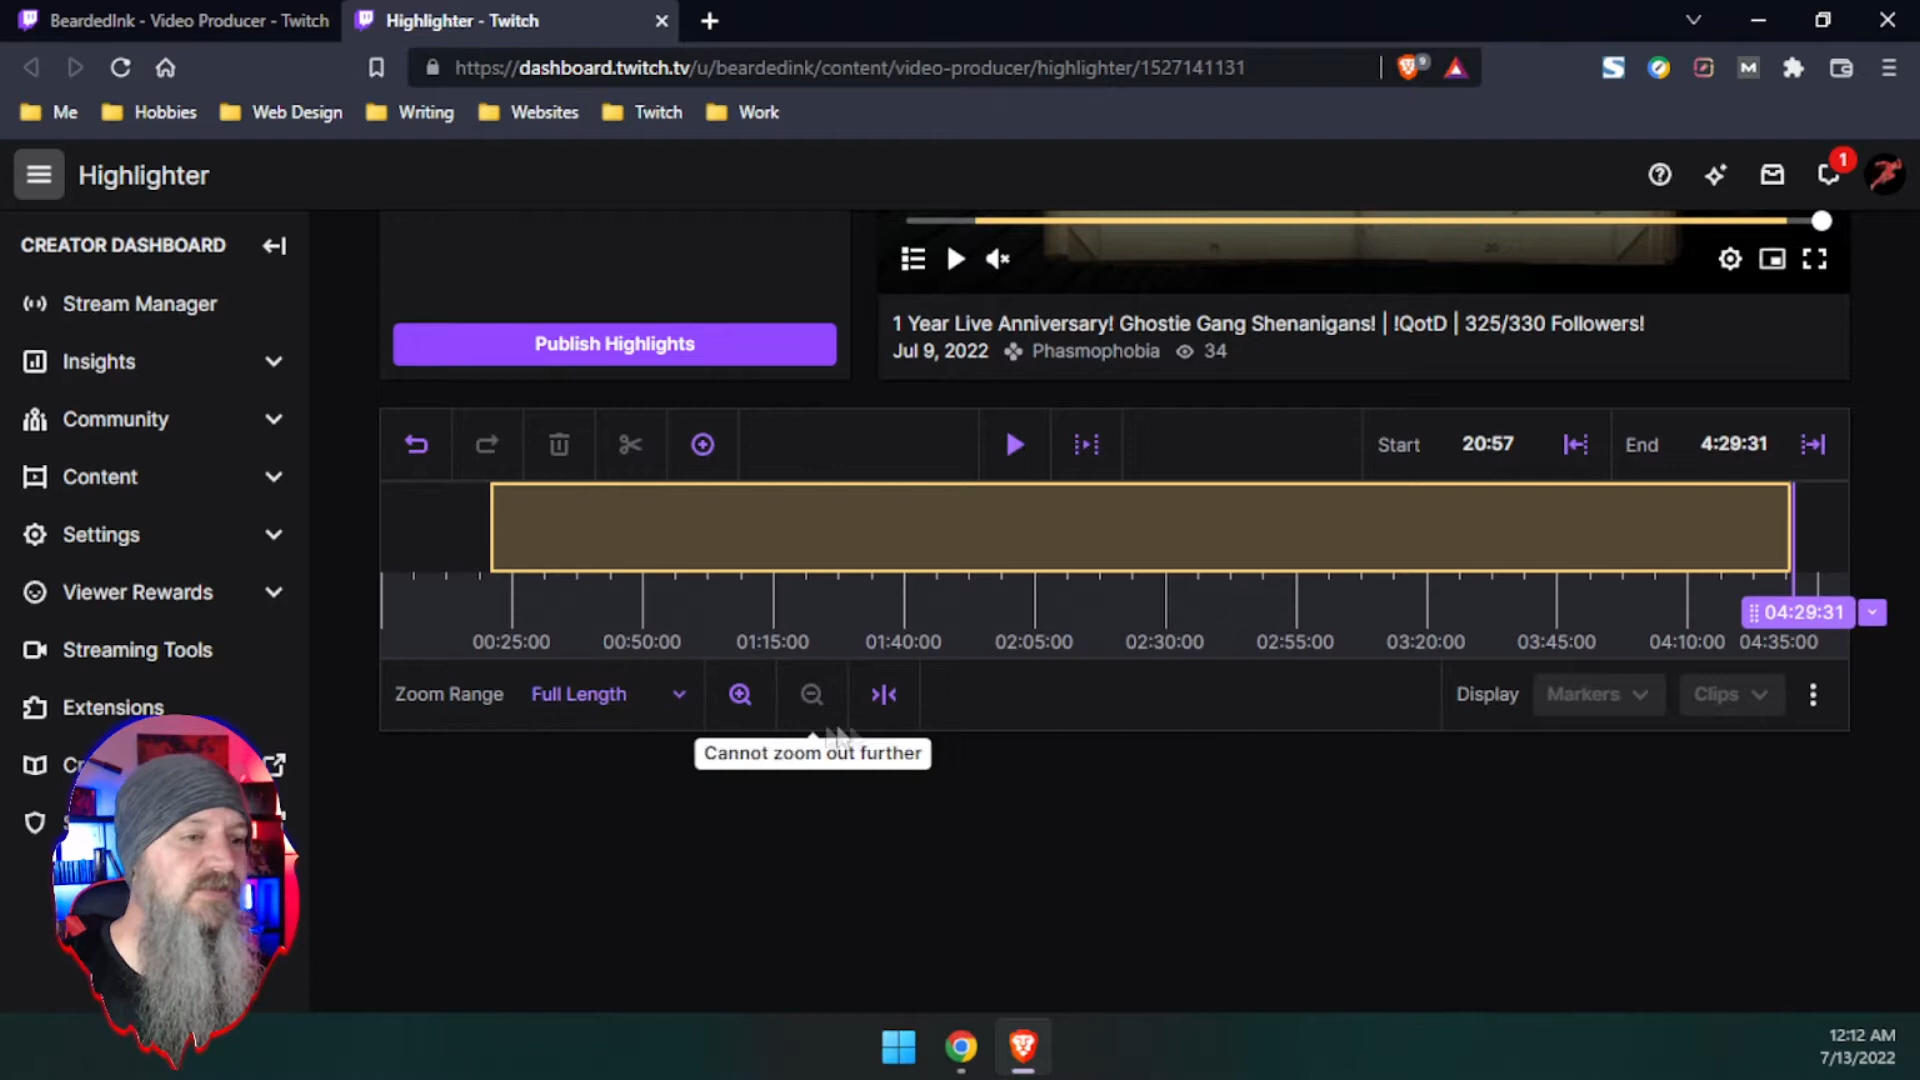 BeardedInk - Video Producer - Twitch
Highlighter - Twitch
https://dashboard.twitch.tv/u/beardedink/content/video-producer/highlighter/1527141131
9
Me
Hobbies
Web Design
Writing
Websites
Twitch
Work
Highlighter
1
CREATOR DASHBOARD
Stream Manager
Insights
Community
Content
Settings
Viewer Rewards
Streaming Tools
Extensions
Publish Highlights
1 Year Live Anniversary! Ghostie Gang Shenanigans! | !QotD | 325/330 Followers!
Jul 9, 2022 Phasmophobia 34
Start 20:57 End 4:29:31
04:29:31
00:25:00 00:50:00 01:15:00 01:40:00 02:05:00 02:30:00 02:55:00 03:20:00 03:45:00 04:10:00 04:35:00
Zoom Range Full Length Display Markers Clips
Cannot zoom out further
12:12 AM
7/13/2022